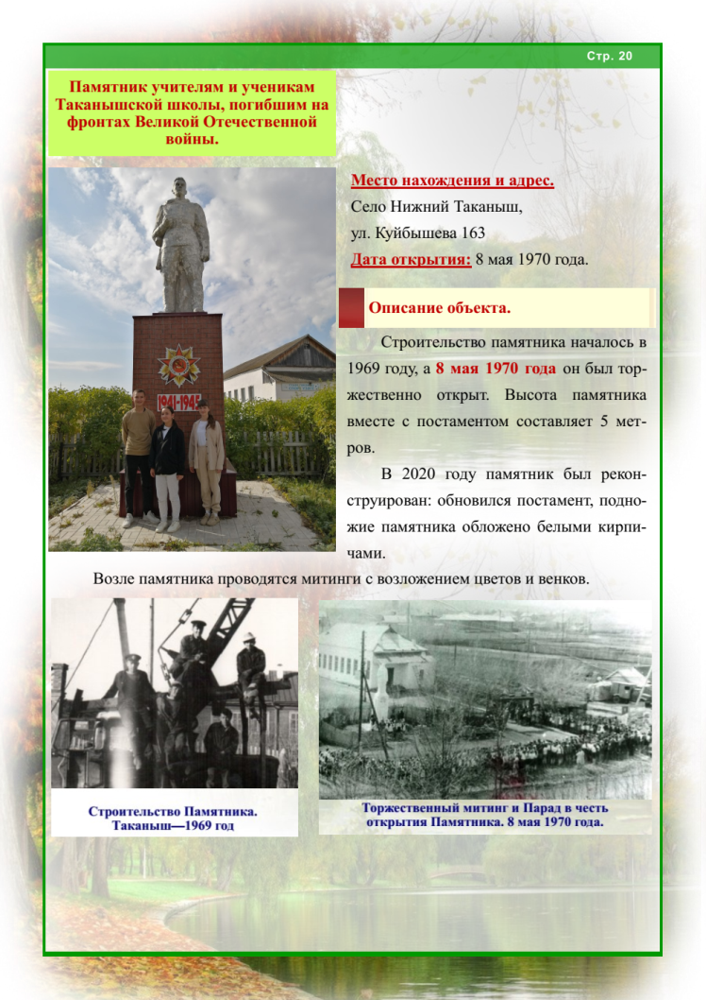 Стр. 20
Памятник учителям и ученикам
Таканышской школы, погибшим на
фронтах Великой Отечественной
войны.
Место нахождения и адрес.
Село Нижний Таканыш,
ул. Куйбышева 163
Дата открытия: 8 мая 1970 года.
1941-1945
Описание объекта.
Строительство памятника началось в
1969 году, а 8 мая 1970 года он был тор-
жественно открыт. Высота памятника
вместе с постаментом составляет 5 мет-
ров.
В 2020 году памятник был рекон-
струирован: обновился постамент, подно-
жие памятника обложено белыми кирпи-
чами.
Возле памятника проводятся митинги с возложением цветов и венков.
Строительство Памятника.
Таканыш—1969 год
Торжественный митинг и Парад в честь
открытия Памятника. 8 мая 1970 года.